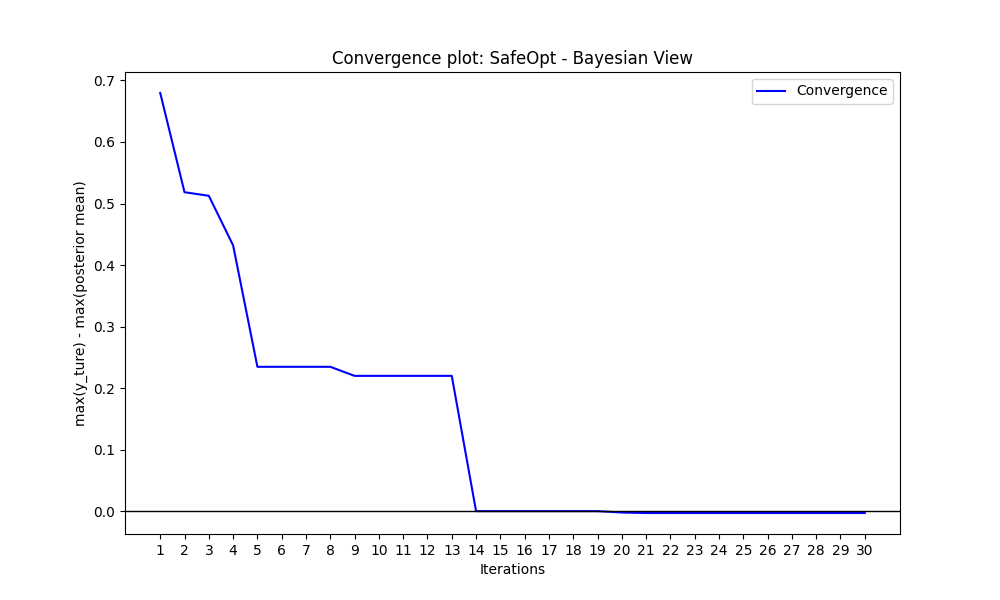 Convergence plot: SafeOpt - Bayesian View
Convergence
max(y_ture) - max(posterior mean)
0.7
0.6
0.5
0.4
0.3
0.2
0.1
0.0
1 2 3 4 5 6 7 8 9 10 11 12 13 14 15 16 17 18 19 20 21 22 23 24 25 26 27 28 29 30
Iterations